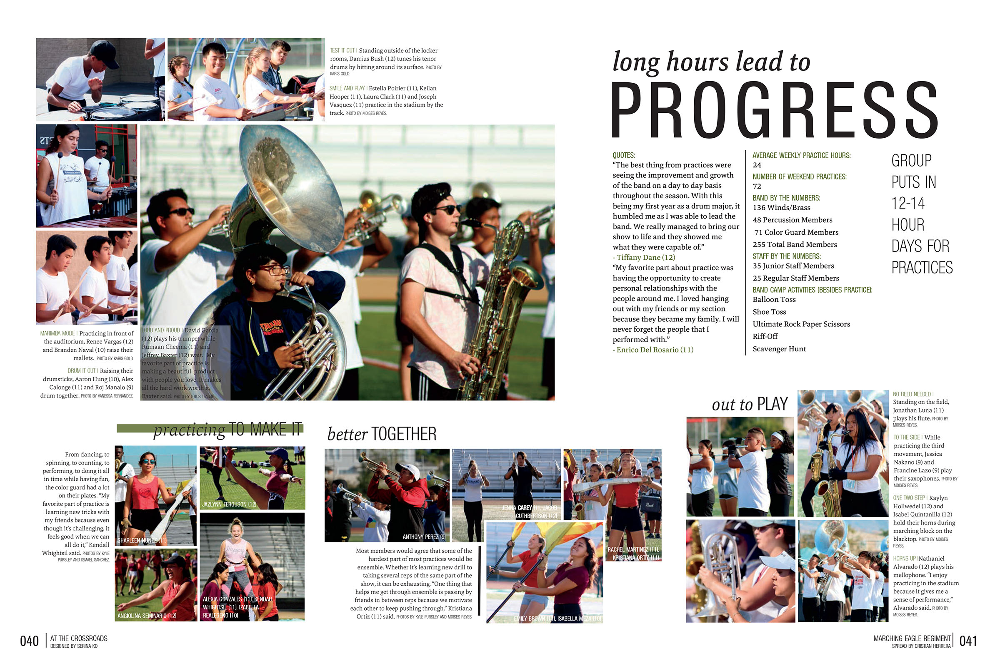 TEST IT OUT | Standing outside of the locker
rooms, Darrius Bush (12) tunes his tenor
drums by hitting around its surface. PHOTO BY
KARIS GOLD.
SMILE AND PLAY | Estella Poirier (11), Keilan
Hooper (11), Laura Clark (11) and Joseph
Vasquez (11) practice in the stadium by the
track. PHOTO BY MOISES REYES.
MARIMBA MODE | Practicing in front of
the auditorium, Renee Vargas (12)
and Branden Naval (10) raise their
mallets. PHOTO BY KARIS GOLD.
DRUM IT OUT | Raising their
drumsticks, Aaron Hung (10), Alex
Calonge (11) and Roj Manalo (9)
drum together. PHOTO BY VANESSA FERNANDEZ.
LOUD AND PROUD | David Garcia
(12) plays his trumpet while
Rumaan Cheema (11) and
Jeffrey Baxter (12) wait. My
favorite part of practice is
making a beautiful product
with people you love. It makes
all the hard work worth it,
Baxter said. PHOTO BY LOTUS TEAGUE
practicing TO MAKE IT
From dancing, to
spinning, to counting, to
performing, to doing it all
in time while having fun,
the color guard had a lot
on their plates. “My
favorite part of practice is
learning new tricks with
my friends because even
though it’s challenging, it
feels good when we can
all do it,” Kendall
Whightsil said. PHOTOS BY KYLE
PURSLEY AND ISMAEL SANCHEZ.
SHARLEEN NUNEZ (11)
JAZLYNN FERGUSON (12)
ANGIOLINA SEMINARIO (12)
Happy
ALEXIA GONZALES (11), KENDALL
WHIGHTSIL (11), IZABELLA
REALEGENO (10)
better TOGETHER
ANTHONY PEREZ (9)
JENNA CAREY (11, JACOB
CUTHBERTSON (12)
Pearl
RACHEL MARTINEZ (11),
KRISTIANA ORTIZ (11)
EMILY BROWN (11), ISABELLA MEZA (10)
Most members would agree that some of the
hardest part of most practices would be
ensemble. Whether it’s learning new drill to
taking several reps of the same part of the
show, it can be exhausting. “One thing that
helps me get through ensemble is passing by
friends in between reps because we motivate
each other to keep pushing through,” Kristiana
Ortiz (11) said. PHOTOS BY KYLE PURSLEY AND MOISES REYES.
040 | AT THE CROSSROADS
DESIGNED BY SERINA KO
long hours lead to
PROGRESS
QUOTES:
“The best thing from practices were
seeing the improvement and growth
of the band on a day to day basis
throughout the season. With this
being my first year as a drum major, it
humbled me as I was able to lead the
band. We really managed to bring our
show to life and they showed me
what they were capable of.”
- Tiffany Dane (12)
“My favorite part about practice was
having the opportunity to create
personal relationships with the
people around me. I loved hanging
out with my friends or my section
because they became my family. I will
never forget the people that I
performed with.”
- Enrico Del Rosario (11)
AVERAGE WEEKLY PRACTICE HOURS:
24
NUMBER OF WEEKEND PRACTICES:
72
BAND BY THE NUMBERS:
136 Winds/Brass
48 Percussion Members
71 Color Guard Members
255 Total Band Members
STAFF BY THE NUMBERS:
35 Junior Staff Members
25 Regular Staff Members
BAND CAMP ACTIVITIES (BESIDES PRACTICE):
Balloon Toss
Shoe Toss
Ultimate Rock Paper Scissors
Riff-Off
Scavenger Hunt
GROUP
PUTS IN
12-14
HOUR
DAYS FOR
PRACTICES
out to PLAY
NO REED NEEDED |
Standing on the field,
Jonathan Luna (11)
plays his flute. PHOTO BY
MOISES REYES.
TO THE SIDE | While
practicing the third
movement, Jessica
Nakano (9) and
Francine Lazo (9) play
their saxophones. PHOTO BY
MOISES REYES.
ONE TWO STEP | Kaylyn
Hollwedel (12) and
Isabel Quintanilla (12)
hold their horns during
marching block on the
blacktop. PHOTO BY MOISES
REYES.
HORNS UP |Nathaniel
Alvarado (12) plays his
mellophone. “I enjoy
practicing in the stadium
because it gives me a
sense of performance,”
Alvarado said. PHOTO BY
MOISES REYES.
MARCHING EAGLE REGIMENT | 041
SPREAD BY CRISTIAN HERRERA